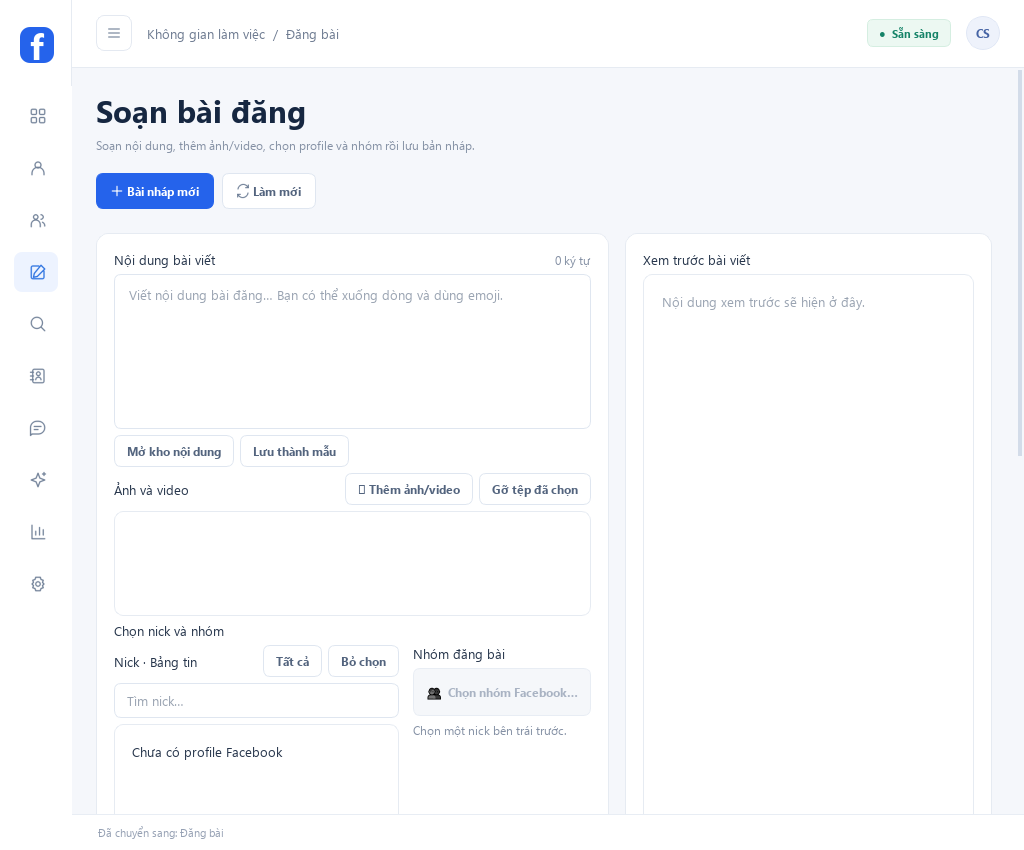 f
Không gian làm việc / Đăng bài
● Sẵn sàng
CS
Soạn bài đăng
Soạn nội dung, thêm ảnh/video, chọn profile và nhóm rồi lưu bản nháp.
+ Bài nháp mới
Làm mới
Nội dung bài viết
0 ký tự
Viết nội dung bài đăng... Bạn có thể xuống dòng và dùng emoji.
Mở kho nội dung
Lưu thành mẫu
Ảnh và video
Thêm ảnh/video
Gỡ tệp đã chọn
Chọn nick và nhóm
Nick · Bảng tin
Tất cả
Bỏ chọn
Tìm nick...
Chưa có profile Facebook
Nhóm đăng bài
Chọn nhóm Facebook...
Chọn một nick bên trái trước.
Xem trước bài viết
Nội dung xem trước sẽ hiện ở đây.
Đã chuyển sang: Đăng bài